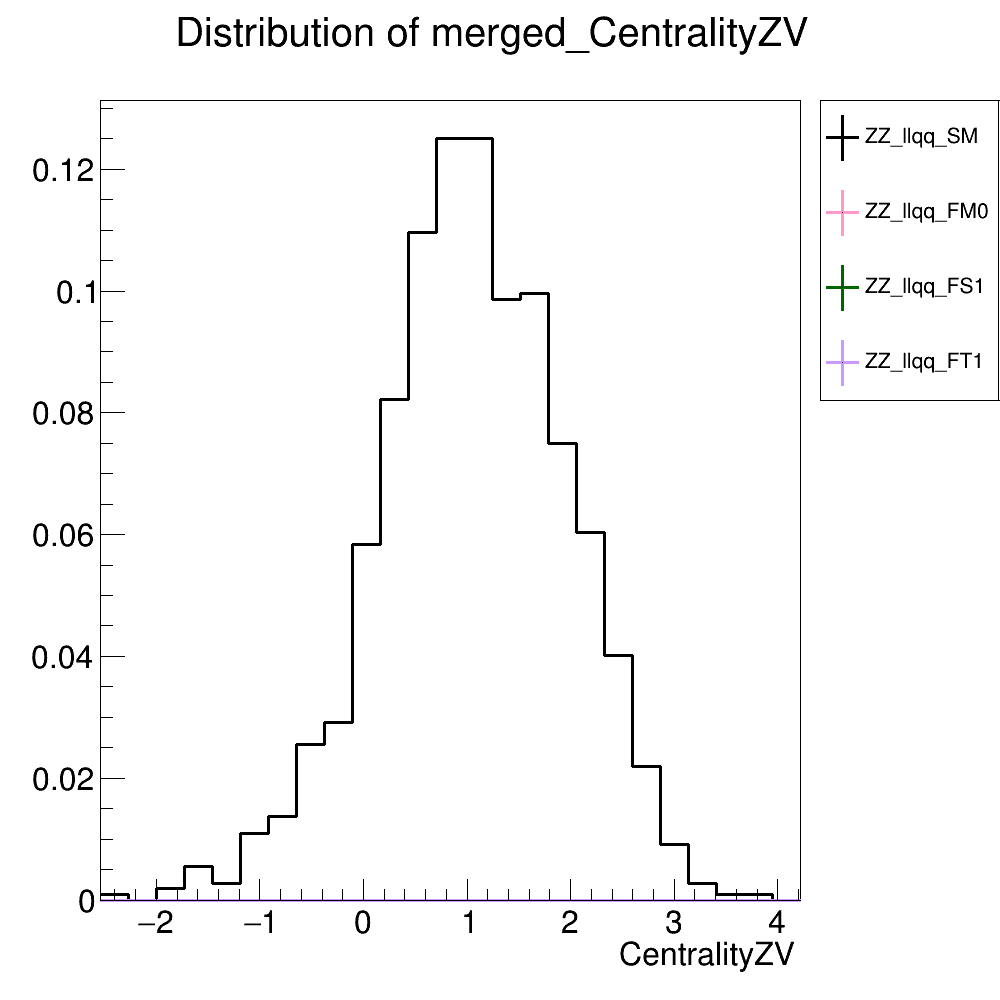 Distribution of merged_CentralityZV
ZZ_llqq_SM
ZZ_llqq_FM0
ZZ_llqq_FS1
ZZ_llqq_FT1
0.12
0.1
0.08
0.06
0.04
0.02
0
−2 −1 0 1 2 3 4
CentralityZV